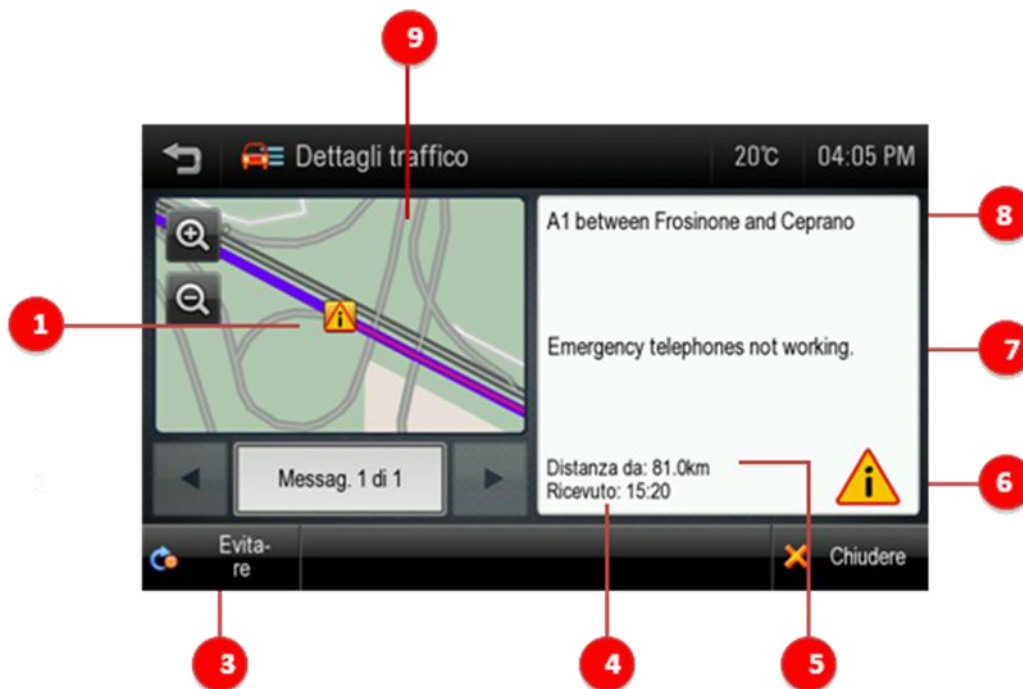 9
Dettagli traffico
20℃
04:05 PM
A1 between Frosinone and Ceprano
8
1
Emergency telephones not working.
7
Messag. 1 di 1
Distanza da: 81.0km
Ricevuto: 15:20
6
Evita-
re
Chiudere
3
4
5